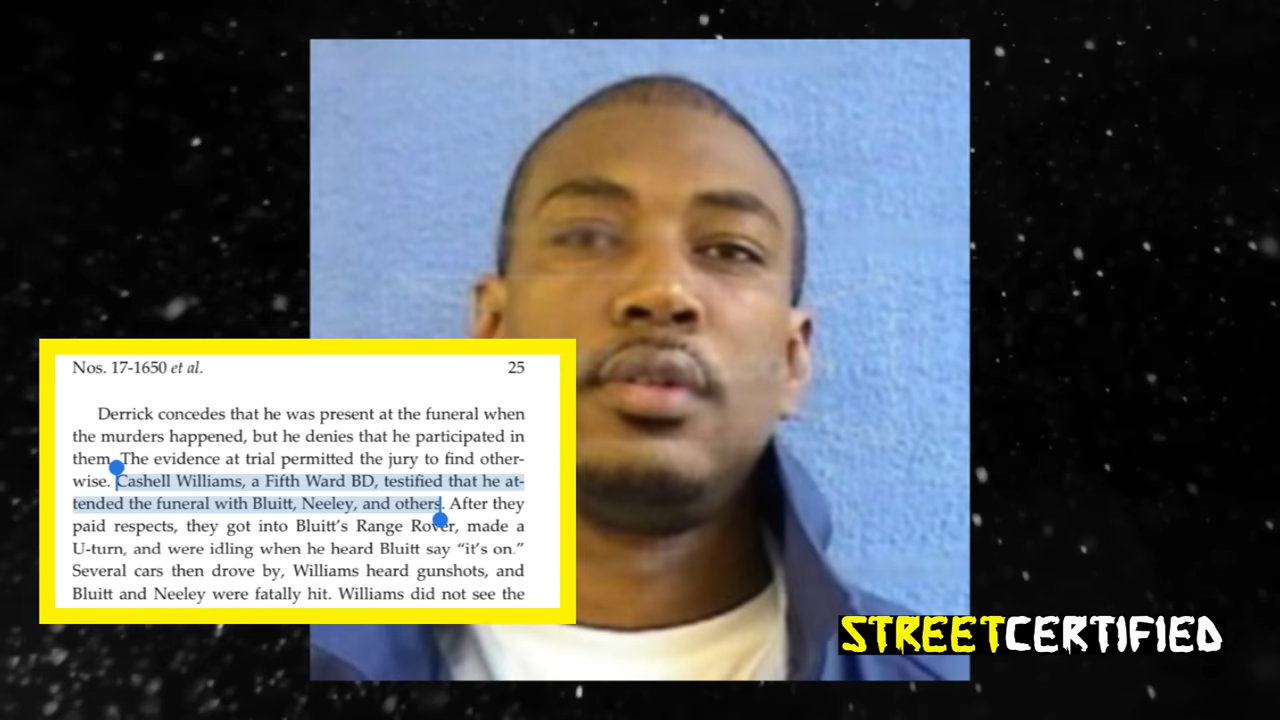 Nos. 17-1650 et al. 25
Derrick concedes that he was present at the funeral when
the murders happened, but he denies that he participated in
them. The evidence at trial permitted the jury to find other-
wise. Cashell Williams, a Fifth Ward BD, testified that he at-
tended the funeral with Bluitt, Neeley, and others. After they
paid respects, they got into Bluitt's Range Rover, made a
U-turn, and were idling when he heard Bluitt say “it's on.”
Several cars then drove by, Williams heard gunshots, and
Bluitt and Neeley were fatally hit. Williams did not see the
STREETCERTIFIED